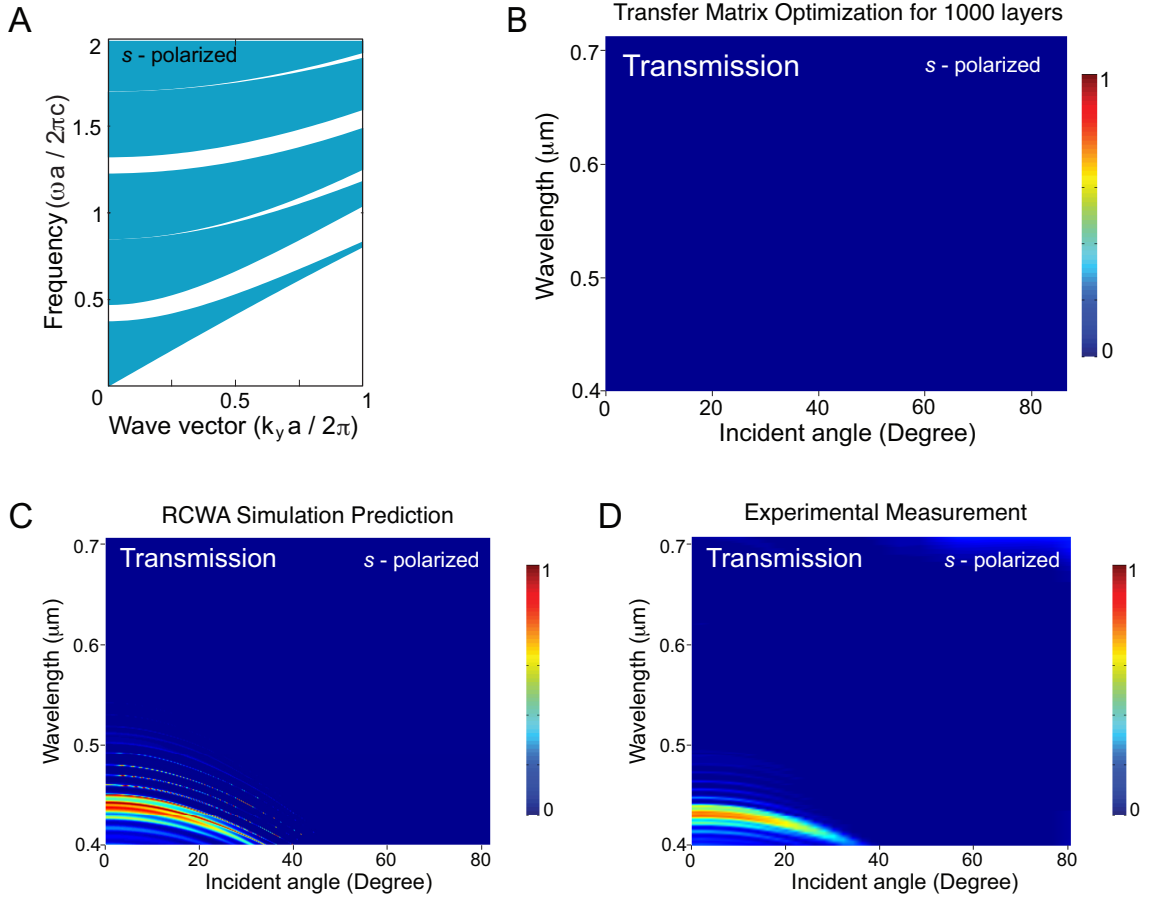 A
2
s - polarized
1.5
1
0.5
0
0.5
1
Frequency (ωa / 2πc)
Wave vector (k_y a / 2π)
B
Transfer Matrix Optimization for 1000 layers
Transmission
s - polarized
0.7
0.6
0.5
0.4
0
20
40
60
80
Wavelength (μm)
Incident angle (Degree)
1
0
C
RCWA Simulation Prediction
Transmission
s - polarized
0.7
0.6
0.5
0.4
0
20
40
60
80
Wavelength (μm)
Incident angle (Degree)
1
0
D
Experimental Measurement
Transmission
s - polarized
0.7
0.6
0.5
0.4
0
20
40
60
80
Wavelength (μm)
Incident angle (Degree)
1
0